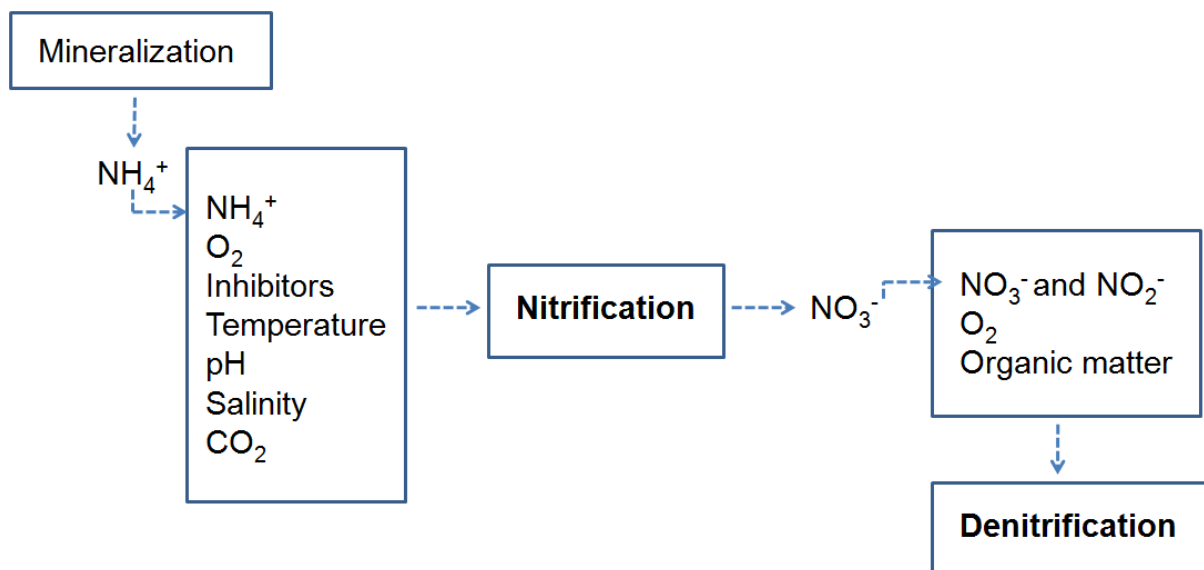 Mineralization
NH₄⁺
NH₄⁺
O₂
Inhibitors
Temperature
pH
Salinity
CO₂
Nitrification
NO₃⁻
NO₃⁻ and NO₂⁻
O₂
Organic matter
Denitrification